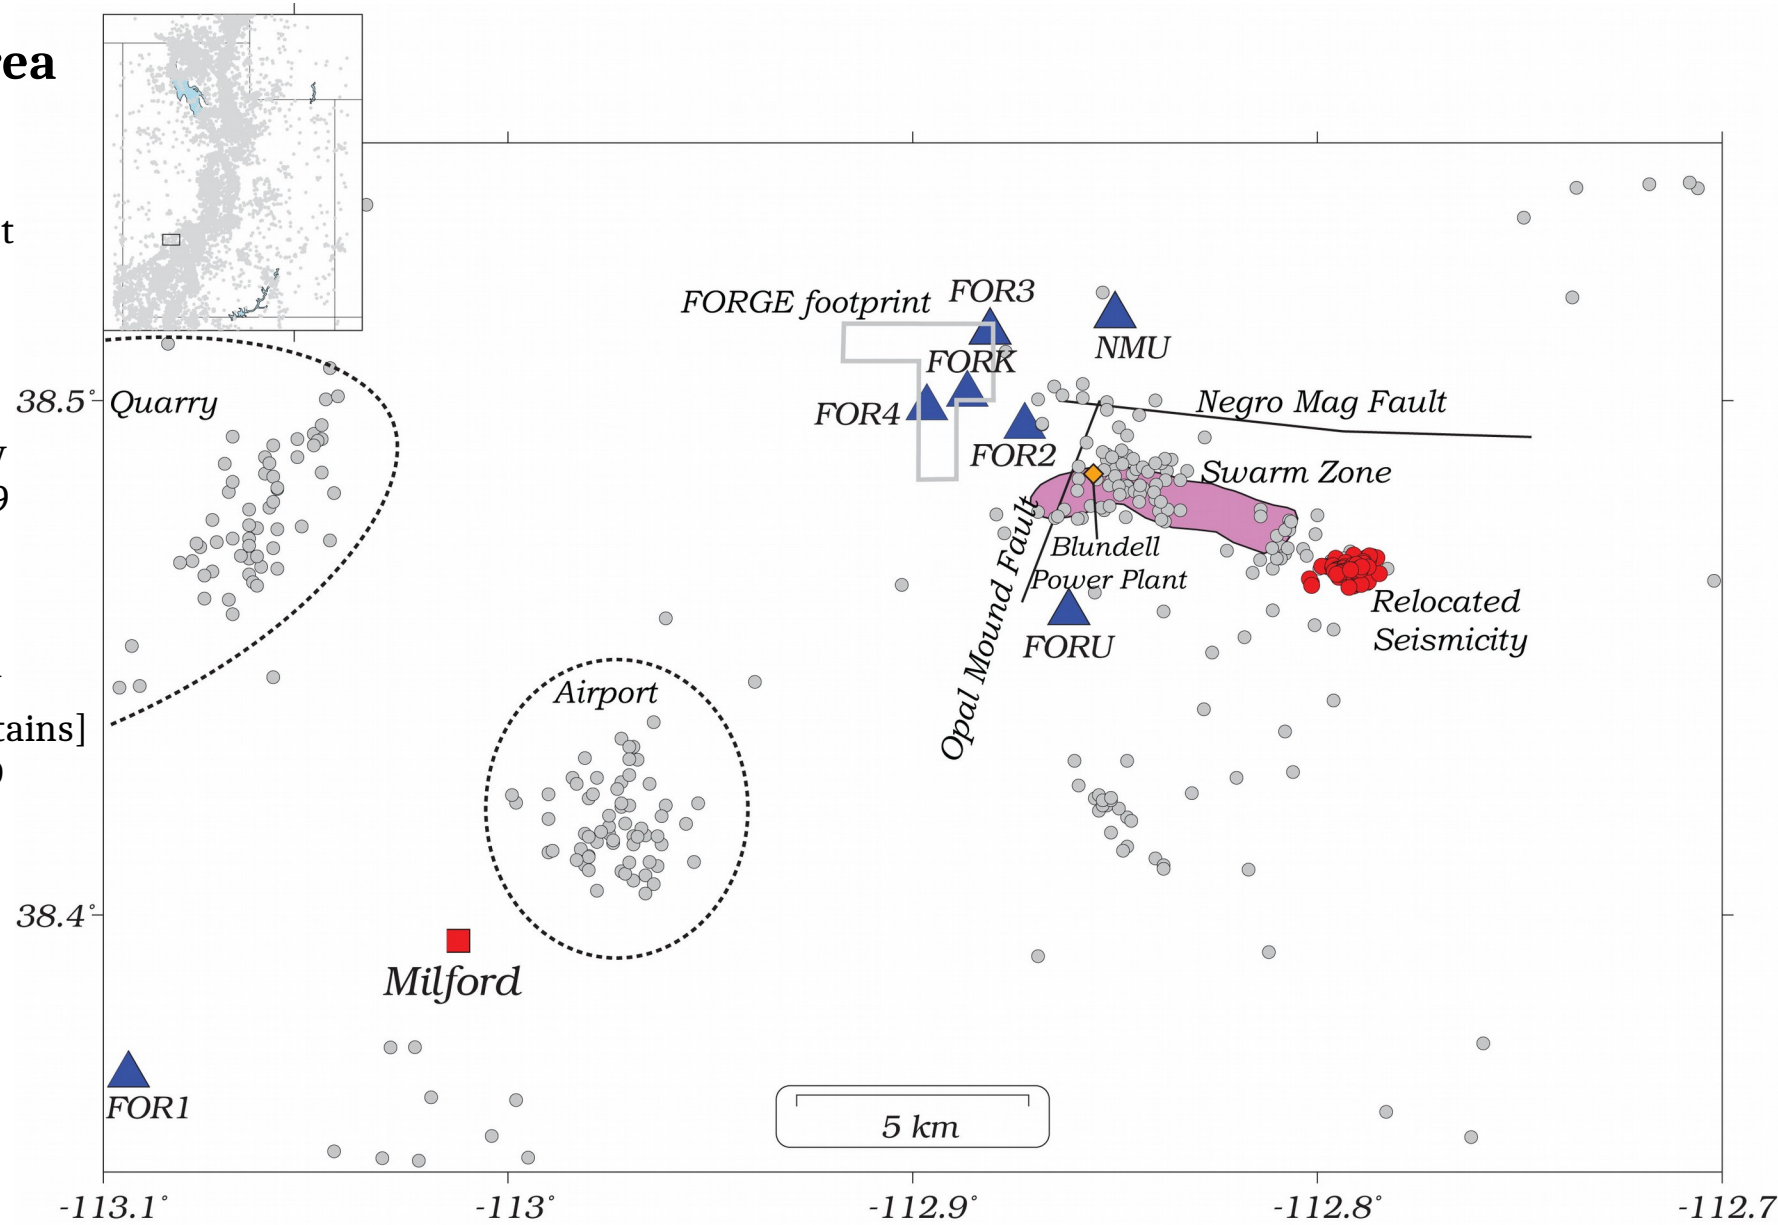 ea
t
FOR3
FORGE footprint
FORK
NMU
38.5°
Quarry
FOR4
Negro Mag Fault
FOR2
y
Swarm Zone
9
Opal Mound Fault
Blundell
Power Plant
Relocated
Seismicity
FORU
Airport
tains]
38.4°
Milford
FOR1
5 km
-113.1°
-113°
-112.9°
-112.8°
-112.7